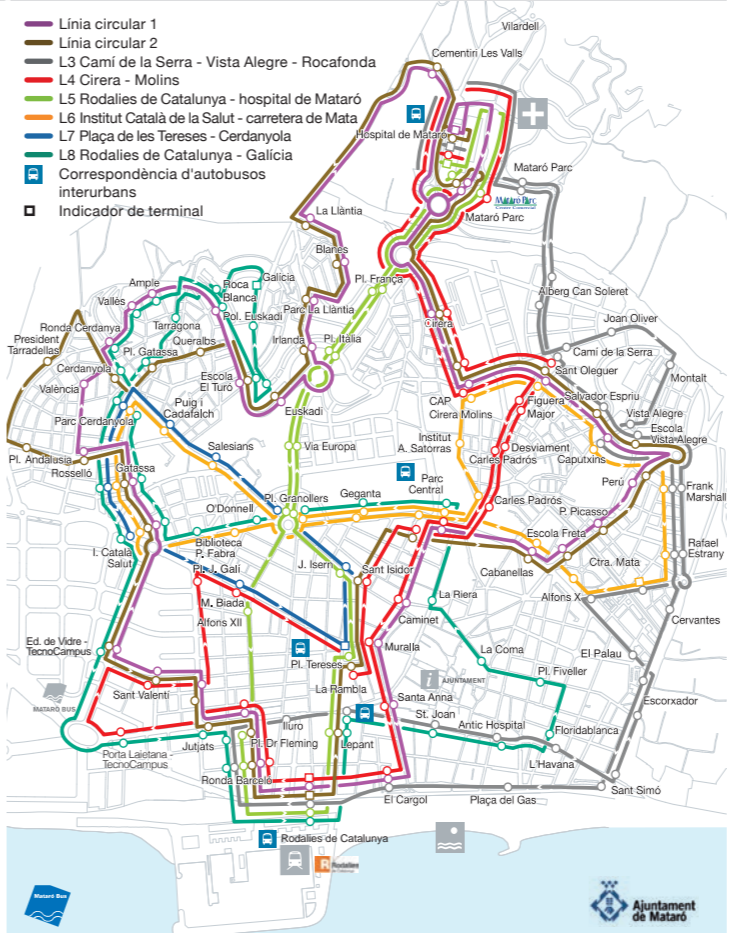 Línia circular 1
Línia circular 2
L3 Camí de la Serra - Vista Alegre - Rocafonda
L4 Cirera - Molins
L5 Rodalies de Catalunya - hospital de Mataró
L6 Institut Català de la Salut - carretera de Mata
L7 Plaça de les Tereses - Cerdanyola
L8 Rodalies de Catalunya - Galícia
Correspondència d'autobusos
interurbans
Indicador de terminal
Vilardell
Cementiri Les Valls
Hospital de Mataró
Mataró Parc
Mataró Parc
Mataró Parc
La Llàntia
Blanes
Pl. França
Alberg Can Soleret
Joan Oliver
Galícia
Roca
Blanca
Ample
Vallès
Pol. Euskadi
Parc La Llàntia
Cirera
Ronda Cerdanya
President
Tarradellas
Tarragona
Queralbs
Pl. Gatassa
Irlanda
Pl. Itàlia
Camí de la Serra
Sant Oleguer
Montalt
Cerdanyola
València
Escola
El Turó
Puig i
Cadafalch
Euskadi
CAP
Cirera Molins
Figuera
Major
Salvador Espriu
Vista Alegre
Escola
Vista Alegre
Parc Cerdanyola
Salesians
Via Europa
Institut
A. Satorras
Desviament
Carles Padrós
Caputxins
Pl. Andalusia
Rosselló
Gatassa
Parc
Central
Perú
Frank
Marshall
Pl. Granollers
Geganta
Carles Padrós
O'Donnell
P. Picasso
Biblioteca
P. Fabra
Escola Freta
Rafael
Estrany
I. Català
Salut
Pl. J. Galí
J. Isern
Sant Isidor
Cabanellas
Ctra. Mata
M. Biada
Alfons XII
La Riera
Alfons X
Caminet
Cervantes
Ed. de Vidre -
TecnoCampus
Muralla
La Coma
El Palau
Pl. Tereses
Pl. Fiveller
MATARÓ BUS
AJUNTAMENT
Sant Valentí
La Rambla
Santa Anna
Escorxador
Iluro
St. Joan
Antic Hospital
Floridablanca
Jutjats
Pl. Dr Fleming
Lepant
Porta Laietana -
TecnoCampus
L'Havana
Ronda Barceló
El Cargol
Plaça del Gas
Sant Simó
Rodalies de Catalunya
R Rodalies
Mataró Bus
Ajuntament
de Mataró